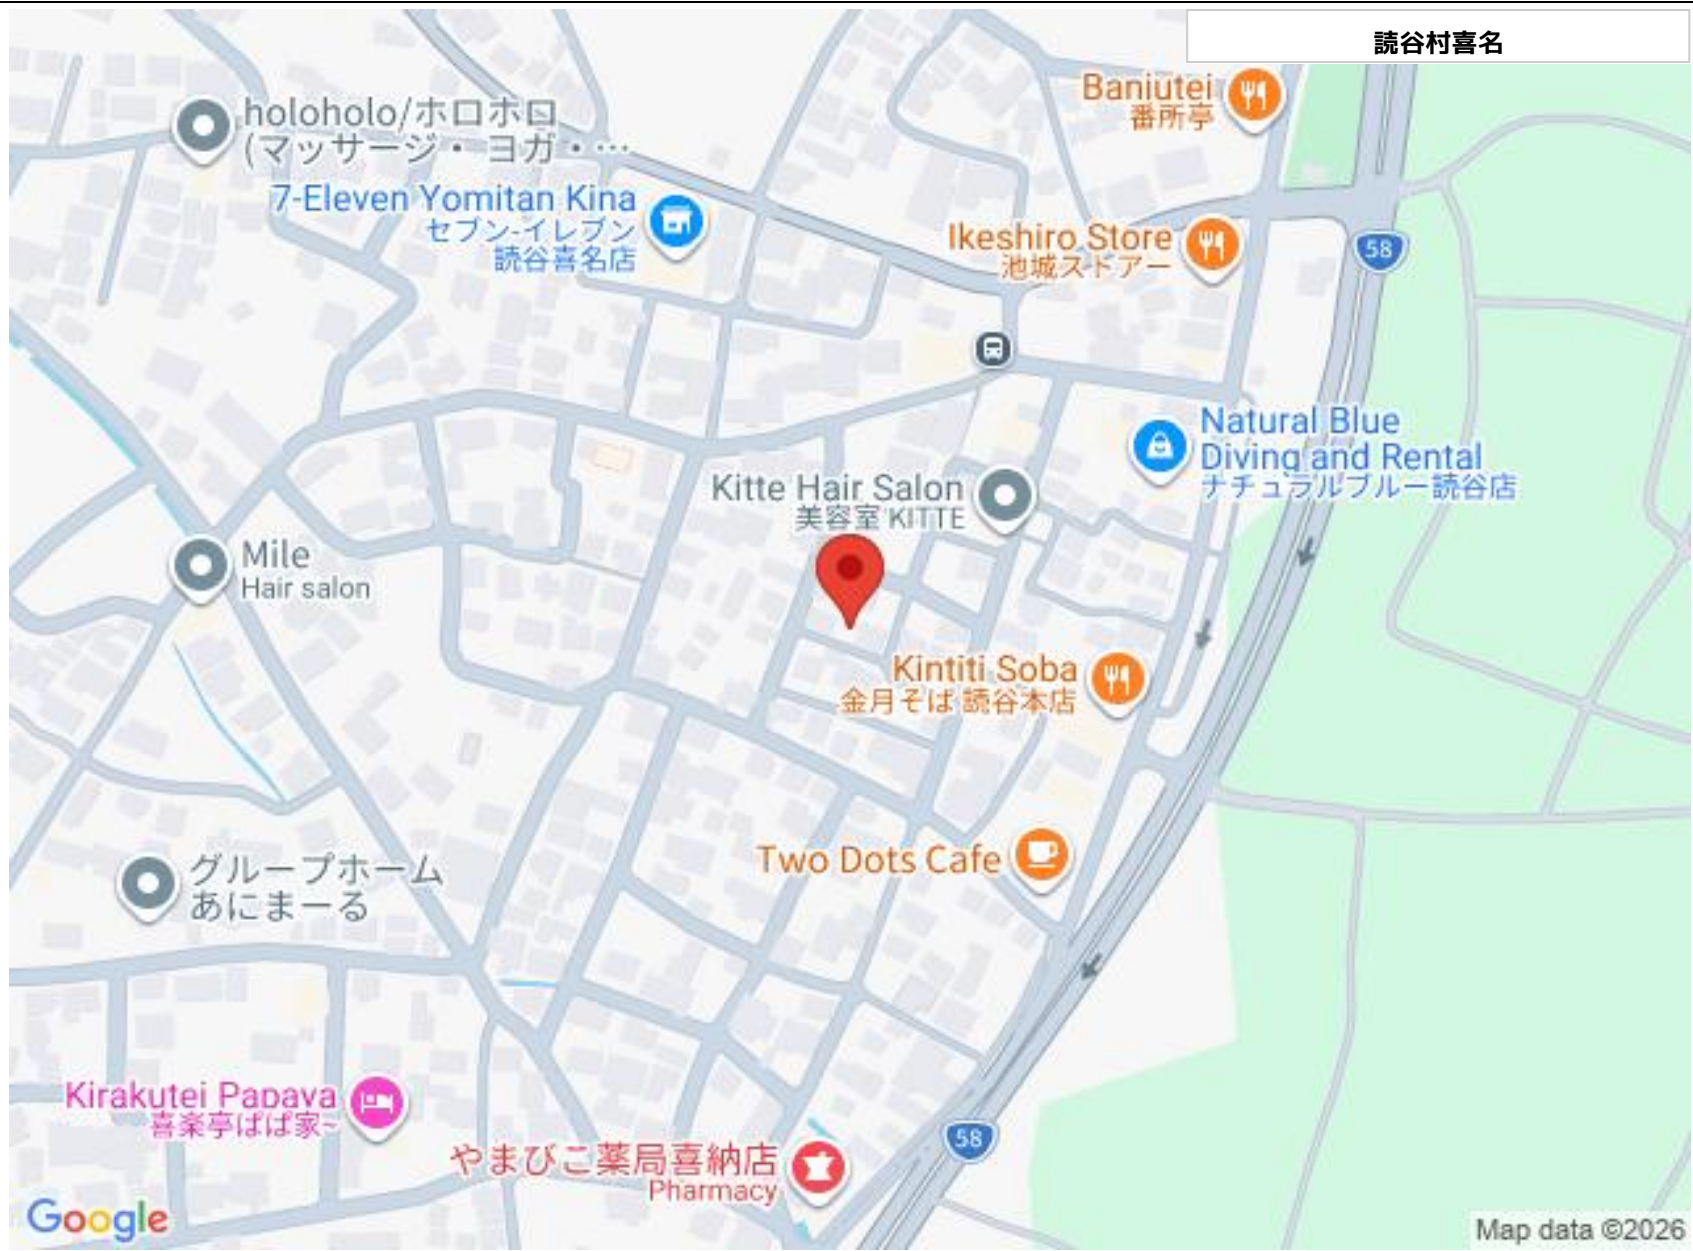 読谷村喜名
Baniutei
番所亭
holoholo/ホロホロ
(マッサージ・ ヨガ・…
7-Eleven Yomitan Kina
セブン-イレブン
読谷喜名店
Ikeshiro Store
池城ストアー
58
Natural Blue
Diving and Rental
ナチュラルブルー読谷店
Kitte Hair Salon
美容室 KITTE
Mile
Hair salon
Kintiti Soba
金月そば 読谷本店
Two Dots Cafe
グループホーム
あにまーる
Kirakutei Papaya
喜楽亭ぱぱ家~
58
やまびこ薬局喜納店
Pharmacy
Google
Map data ©2026